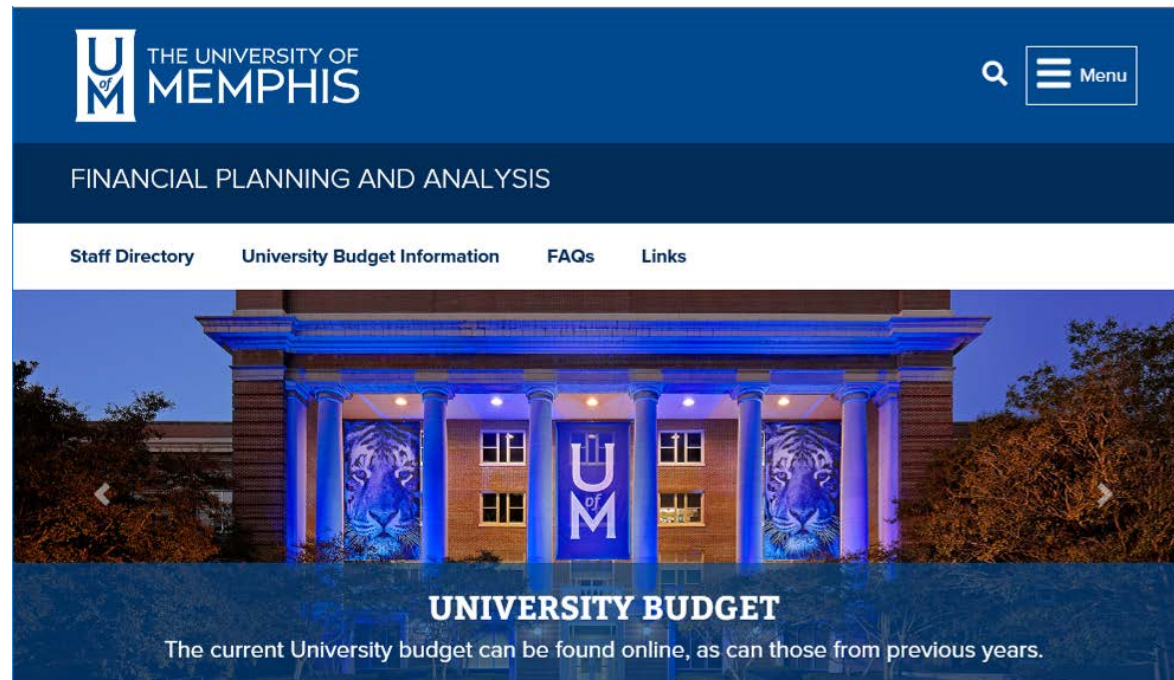 U
of
M
THE UNIVERSITY OF
MEMPHIS
Menu
FINANCIAL PLANNING AND ANALYSIS
Staff Directory University Budget Information FAQs Links
U
of
M
UNIVERSITY BUDGET
The current University budget can be found online, as can those from previous years.